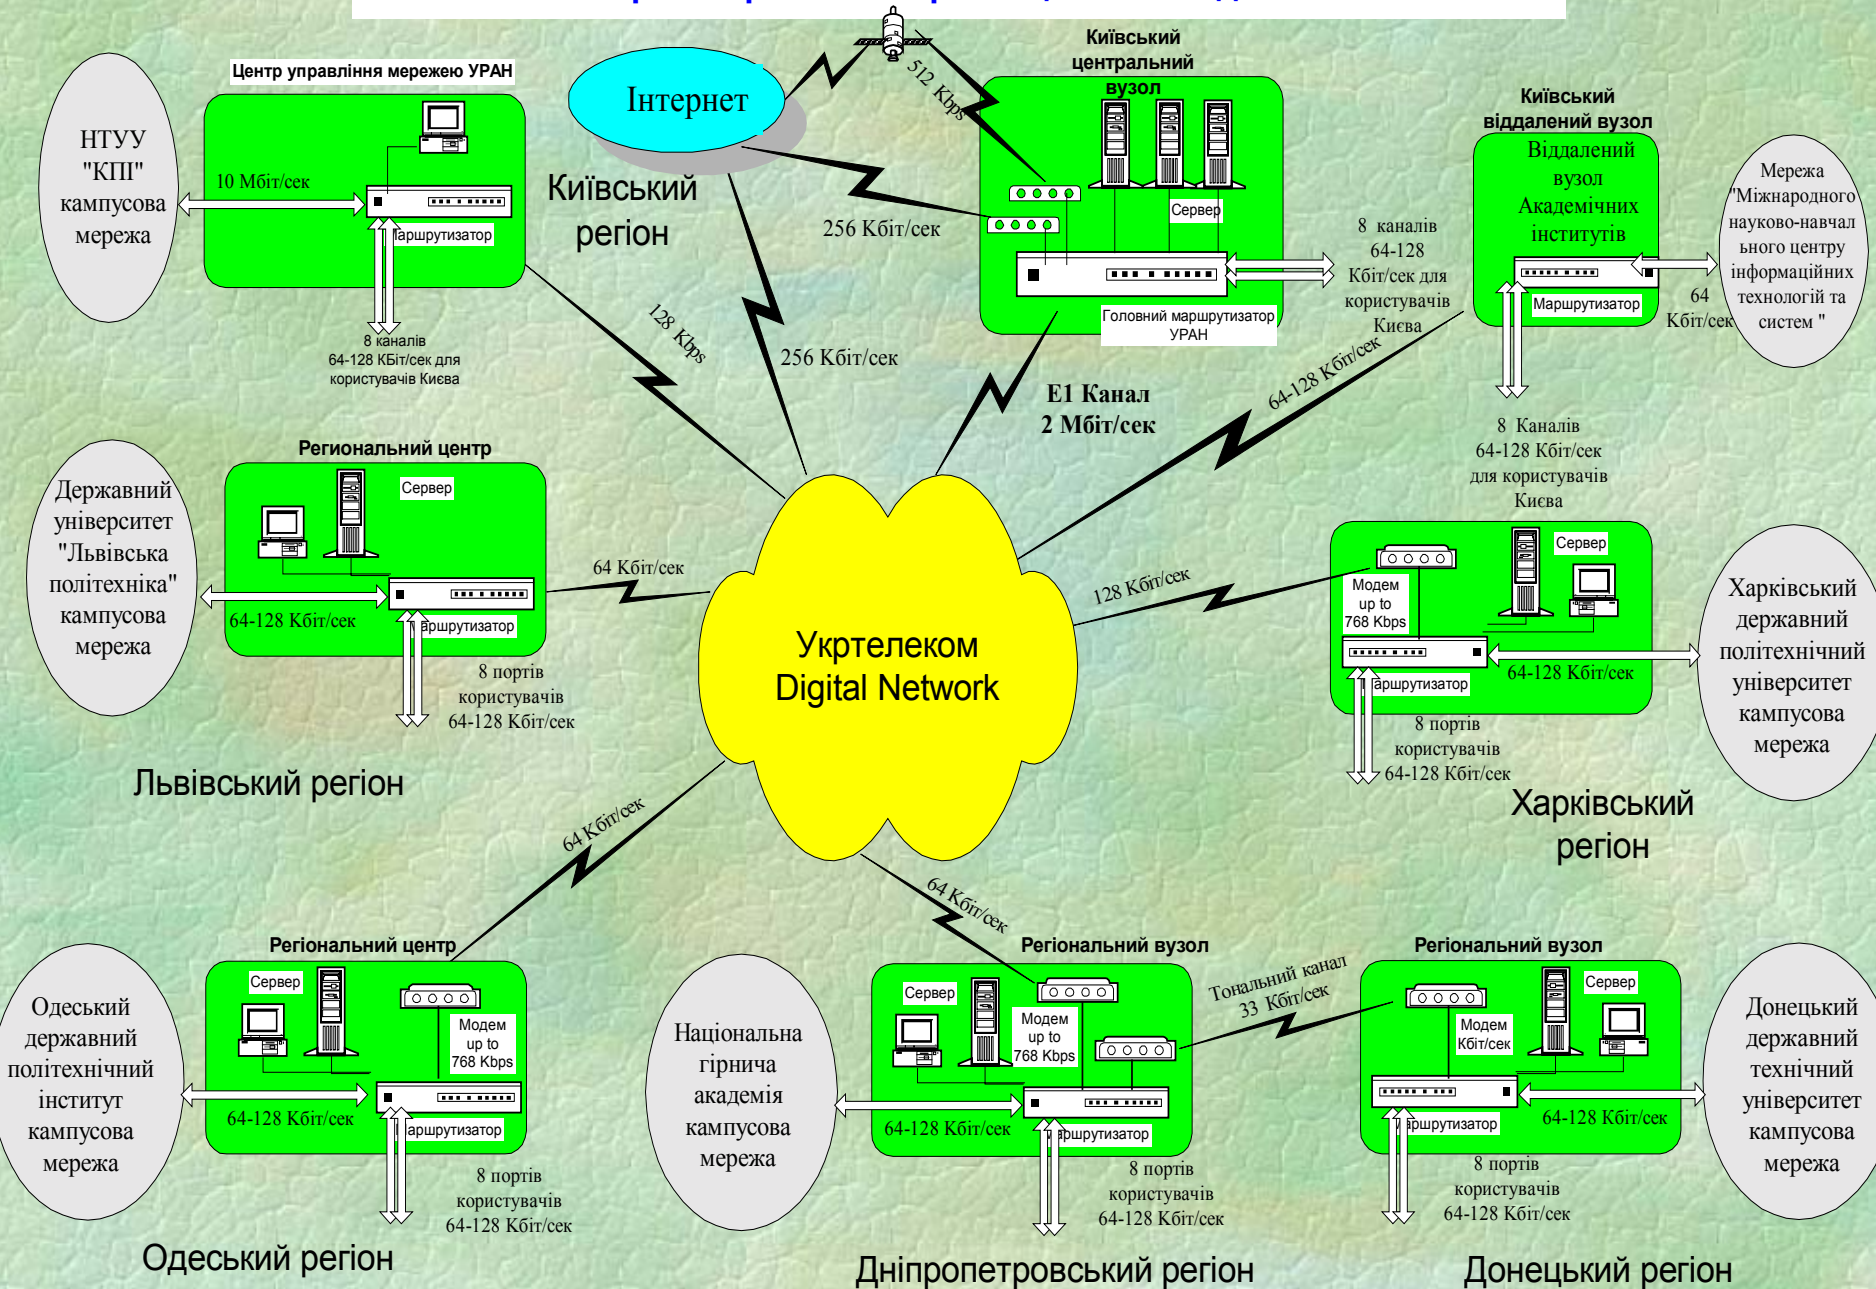 Центр управління мережею УРАН
НТУУ
"КПІ"
кампусова
мережа
10 Мбіт/сек
Маршрутизатор
8 каналів
64-128 КБіт/сек для
користувачів Києва
Інтернет
Київський
регіон
512 Kbps
256 Кбіт/сек
256 Кбіт/сек
128 Kbps
Київський
центральний
вузол
Сервер
Головний маршрутизатор
УРАН
8 каналів
64-128
Кбіт/сек для
користувачів
Києва
Е1 Канал
2 Мбіт/сек
64-128 Кбіт/сек
Київський
віддалений вузол
Віддалений
вузол
Академічних
інститутів
Маршрутизатор
64
Кбіт/сек
Мережа
"Міжнародного
науково-навчал
ьного центру
інформаційних
технологій та
систем "
8 Каналів
64-128 Кбіт/сек
для користувачів
Києва
Региональний центр
Державний
університет
"Львівська
політехніка"
кампусова
мережа
Сервер
64-128 Кбіт/сек
Маршрутизатор
8 портів
користувачів
64-128 Кбіт/сек
64 Кбіт/сек
Львівський регіон
Укртелеком
Digital Network
128 Кбіт/сек
Сервер
Модем
up to
768 Kbps
64-128 Кбіт/сек
Маршрутизатор
8 портів
користувачів
64-128 Кбіт/сек
Харківський
державний
політехнічний
університет
кампусова
мережа
Харківський
регіон
64 Кбіт/сек
Регіональний центр
Одеський
державний
політехнічний
інститут
кампусова
мережа
Сервер
Модем
up to
768 Kbps
64-128 Кбіт/сек
Маршрутизатор
8 портів
користувачів
64-128 Кбіт/сек
Одеський регіон
64 Кбіт/сек
Регіональний вузол
Національна
гірнича
академія
кампусова
мережа
Сервер
Модем
up to
768 Kbps
64-128 Кбіт/сек
Маршрутизатор
8 портів
користувачів
64-128 Кбіт/сек
Дніпропетровський регіон
Тональний канал
33 Кбіт/сек
Регіональний вузол
Сервер
Модем
Кбіт/сек
64-128 Кбіт/сек
Маршрутизатор
8 портів
користувачів
64-128 Кбіт/сек
Донецький
державний
технічний
університет
кампусова
мережа
Донецький регіон